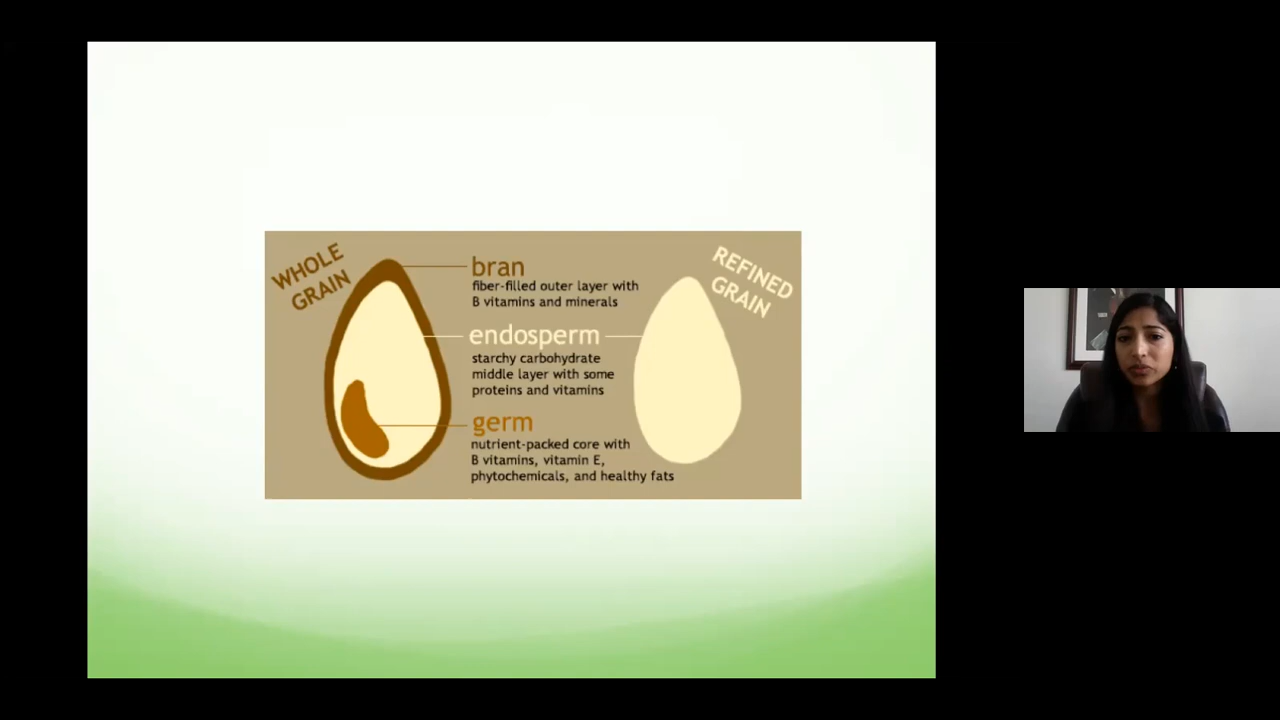 WHOLE
GRAIN
bran
fiber-filled outer layer with
B vitamins and minerals
endosperm
starchy carbohydrate
middle layer with some
proteins and vitamins
germ
nutrient-packed core with
B vitamins, vitamin E,
phytochemicals, and healthy fats
REFINED
GRAIN